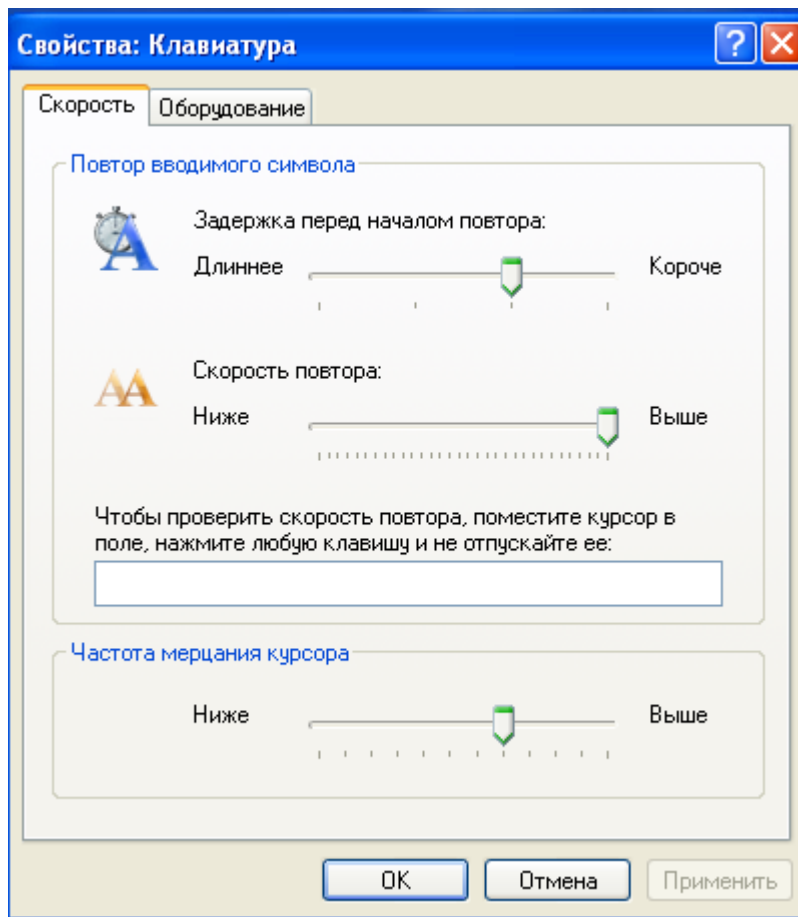 Свойства: Клавиатура
Скорость Оборудование
Повтор вводимого символа
Задержка перед началом повтора:
Длиннее Короче
Скорость повтора:
Ниже Выше
Чтобы проверить скорость повтора, поместите курсор в
поле, нажмите любую клавишу и не отпускайте ее:
Частота мерцания курсора
Ниже Выше
OK Отмена Применить